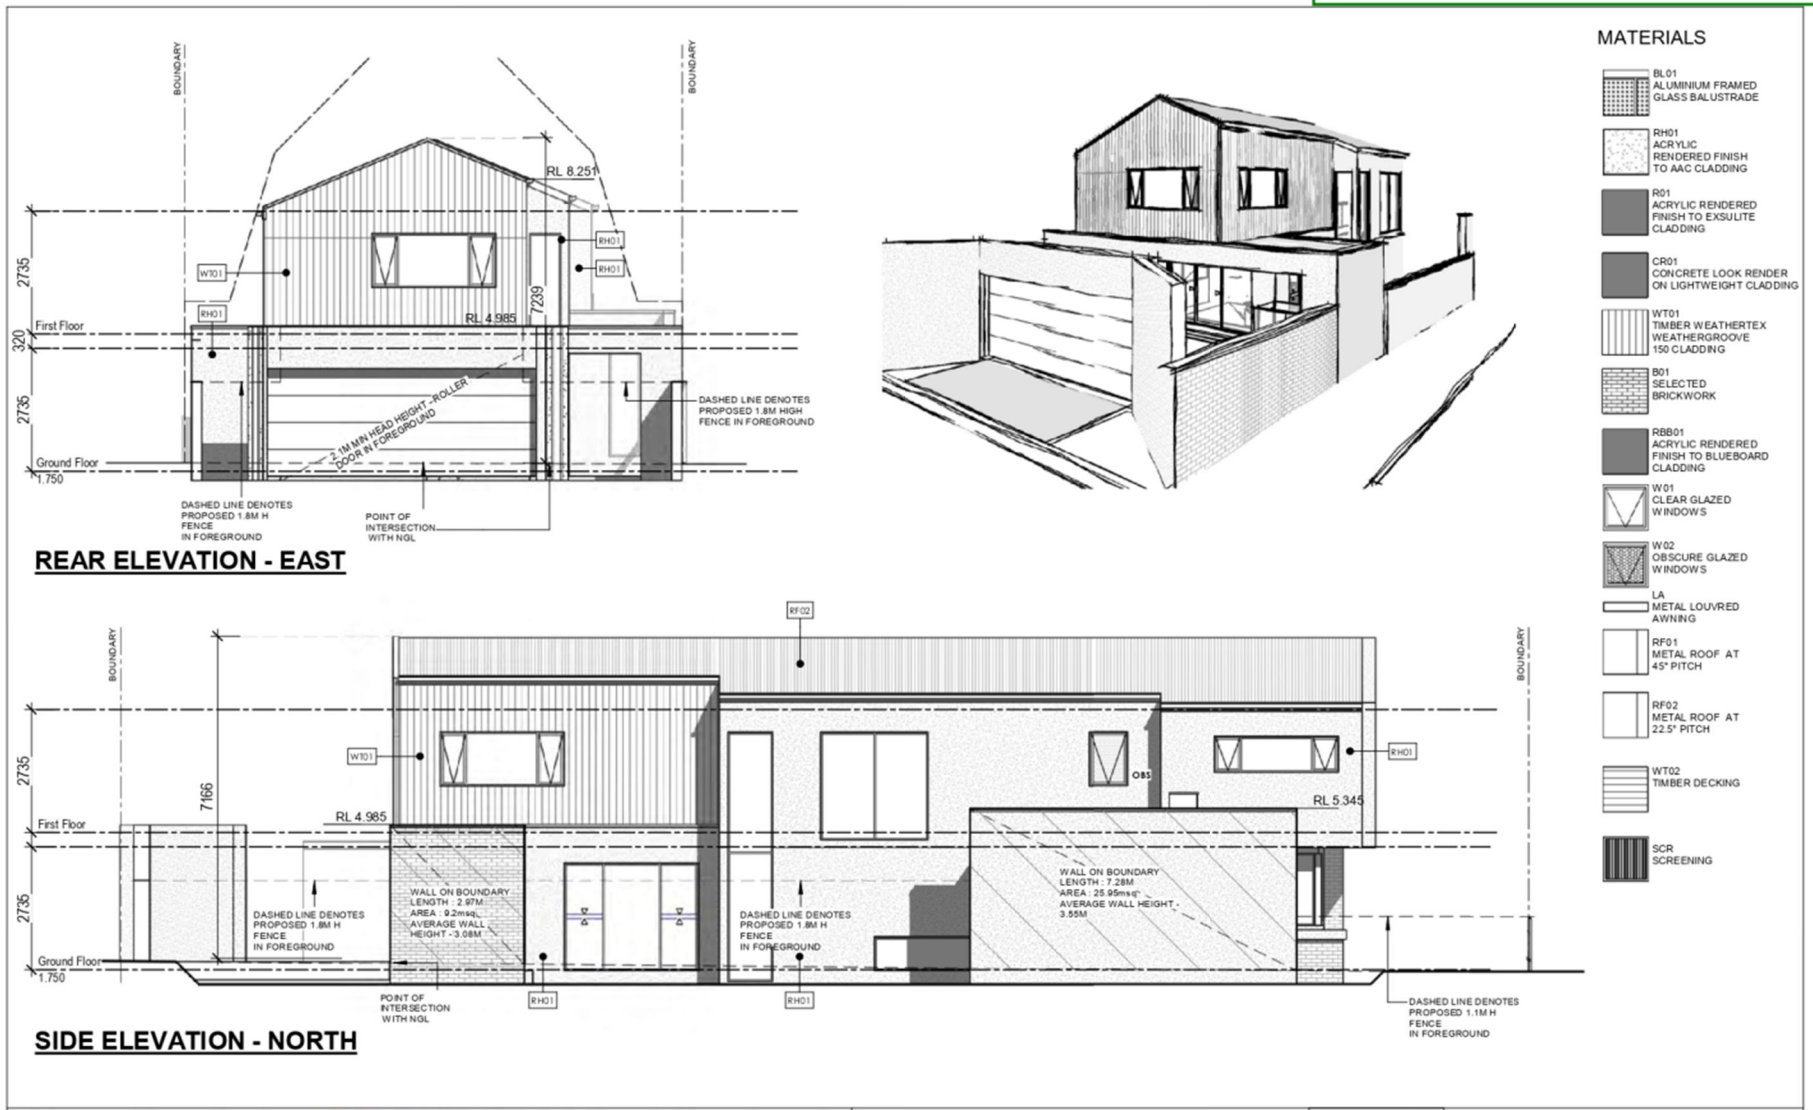 BOUNDARY
BOUNDARY
RL 8.251
RH01
RH01
WT01
RH01
2735
7239
RL 4.985
First Floor
320
2735
2.1M MIN HEAD HEIGHT - ROLLER
DOOR IN FOREGROUND
DASHED LINE DENOTES
PROPOSED 1.8M HIGH
FENCE IN FOREGROUND
Ground Floor
1.750
DASHED LINE DENOTES
PROPOSED 1.8M H
FENCE
IN FOREGROUND
POINT OF
INTERSECTION
WITH NGL
REAR ELEVATION - EAST
MATERIALS
BL01
ALUMINIUM FRAMED
GLASS BALUSTRADE
RH01
ACRYLIC
RENDERED FINISH
TO AAC CLADDING
R01
ACRYLIC RENDERED
FINISH TO EXSULITE
CLADDING
CR01
CONCRETE LOOK RENDER
ON LIGHTWEIGHT CLADDING
WT01
TIMBER WEATHERTEX
WEATHERGROOVE
150 CLADDING
B01
SELECTED
BRICKWORK
RBB01
ACRYLIC RENDERED
FINISH TO BLUEBOARD
CLADDING
W01
CLEAR GLAZED
WINDOWS
W02
OBSCURE GLAZED
WINDOWS
LA
METAL LOUVRED
AWNING
RF01
METAL ROOF AT
45° PITCH
RF02
METAL ROOF AT
22.5° PITCH
WT02
TIMBER DECKING
SCR
SCREENING
BOUNDARY
BOUNDARY
RF02
WT01
RH01
OBS
2735
7166
RL 4.985
RL 5.345
First Floor
2735
WALL ON BOUNDARY
LENGTH : 2.97M
AREA : 9.2msq,
AVERAGE WALL
HEIGHT - 3.08M
WALL ON BOUNDARY
LENGTH : 7.28M
AREA : 25.95msq,
AVERAGE WALL HEIGHT -
3.55M
DASHED LINE DENOTES
PROPOSED 1.8M H
FENCE
IN FOREGROUND
DASHED LINE DENOTES
PROPOSED 1.8M H
FENCE
IN FOREGROUND
Ground Floor
1.750
POINT OF
INTERSECTION
WITH NGL
RH01
RH01
DASHED LINE DENOTES
PROPOSED 1.1M H
FENCE
IN FOREGROUND
SIDE ELEVATION - NORTH